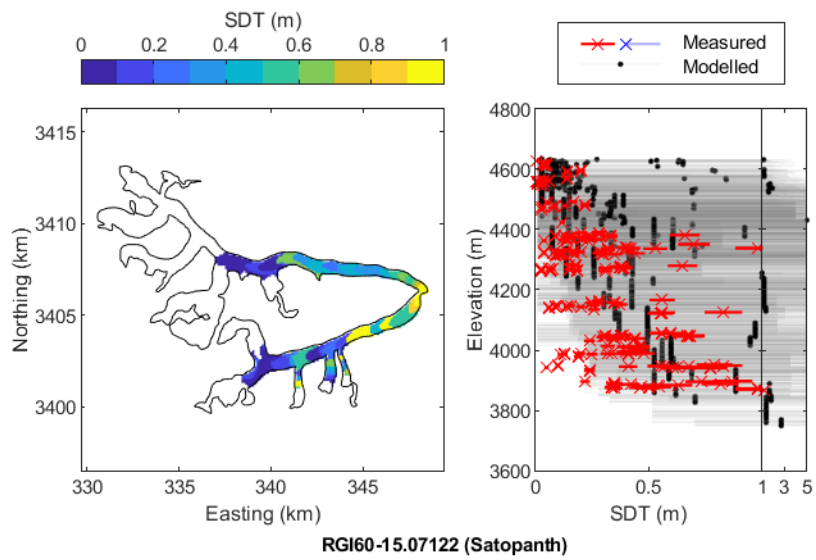 SDT (m)
0 0.2 0.4 0.6 0.8 1
Measured
Modelled
3415
3410
3405
3400
Northing (km)
330 335 340 345
Easting (km)
4800
4600
4400
4200
4000
3800
3600
Elevation (m)
0 0.5 1 3 5
SDT (m)
RGI60-15.07122 (Satopanth)